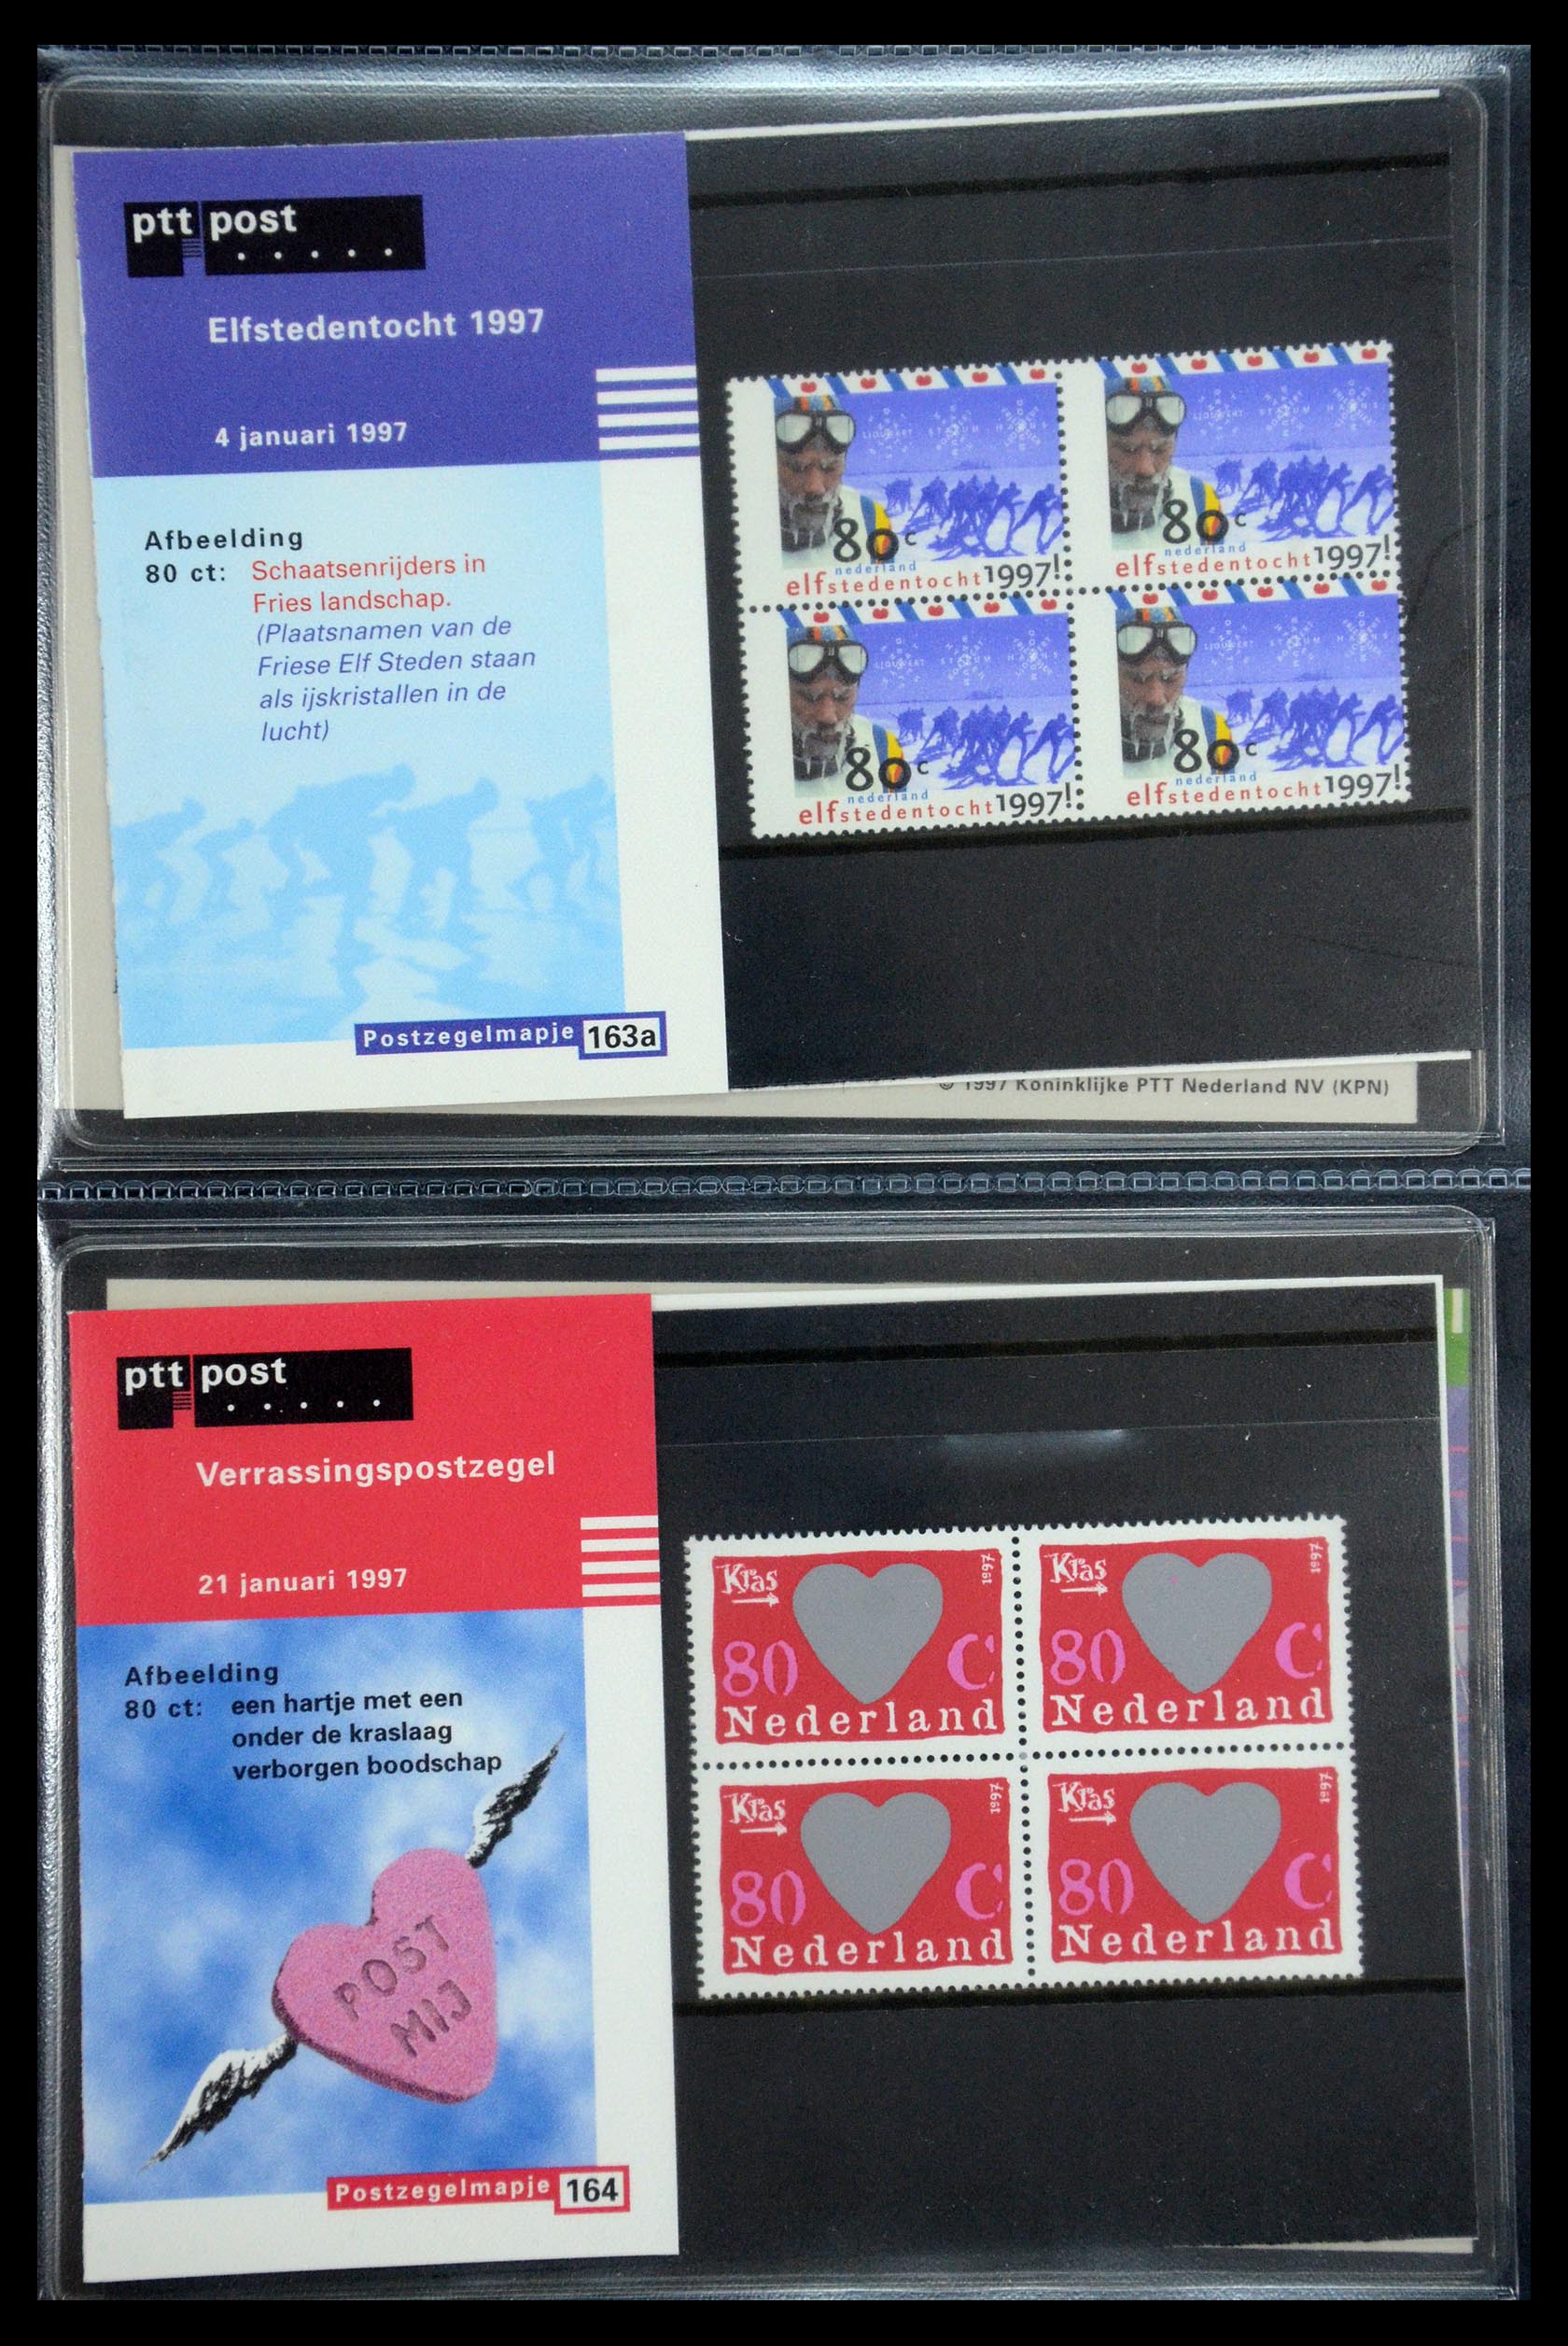 ptt post
Elfstedentocht 1997
4 januari 1997
Afbeelding
80 ct: Schaatsenrijders in
Fries landschap.
(Plaatsnamen van de
Friese Elf Steden staan
als ijskristallen in de
lucht)
Postzegelmapje 163a
80 c
nederland
elfstedentocht 1997!
80 c
nederland
elfstedentocht 1997!
80 c
nederland
elfstedentocht 1997!
80 c
nederland
elfstedentocht 1997!
© 1997 Koninklijke PTT Nederland NV (KPN)
ptt post
Verrassingspostzegel
21 januari 1997
Afbeelding
80 ct: een hartje met een
onder de kraslaag
verborgen boodschap
POST
MIJ
Postzegelmapje 164
Kras 1997
80 C
Nederland
Kras 1997
80 C
Nederland
Kras 1997
80 C
Nederland
Kras 1997
80 C
Nederland